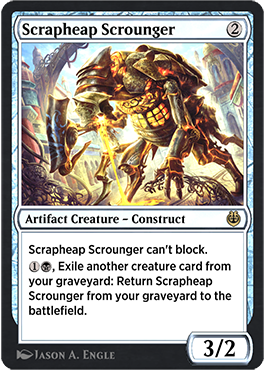 Scrapheap Scrounger 2
Artifact Creature – Construct
Scrapheap Scrounger can't block.
1, Exile another creature card from
your graveyard: Return Scrapheap
Scrounger from your graveyard to the
battlefield.
Jason A. Engle
3/2